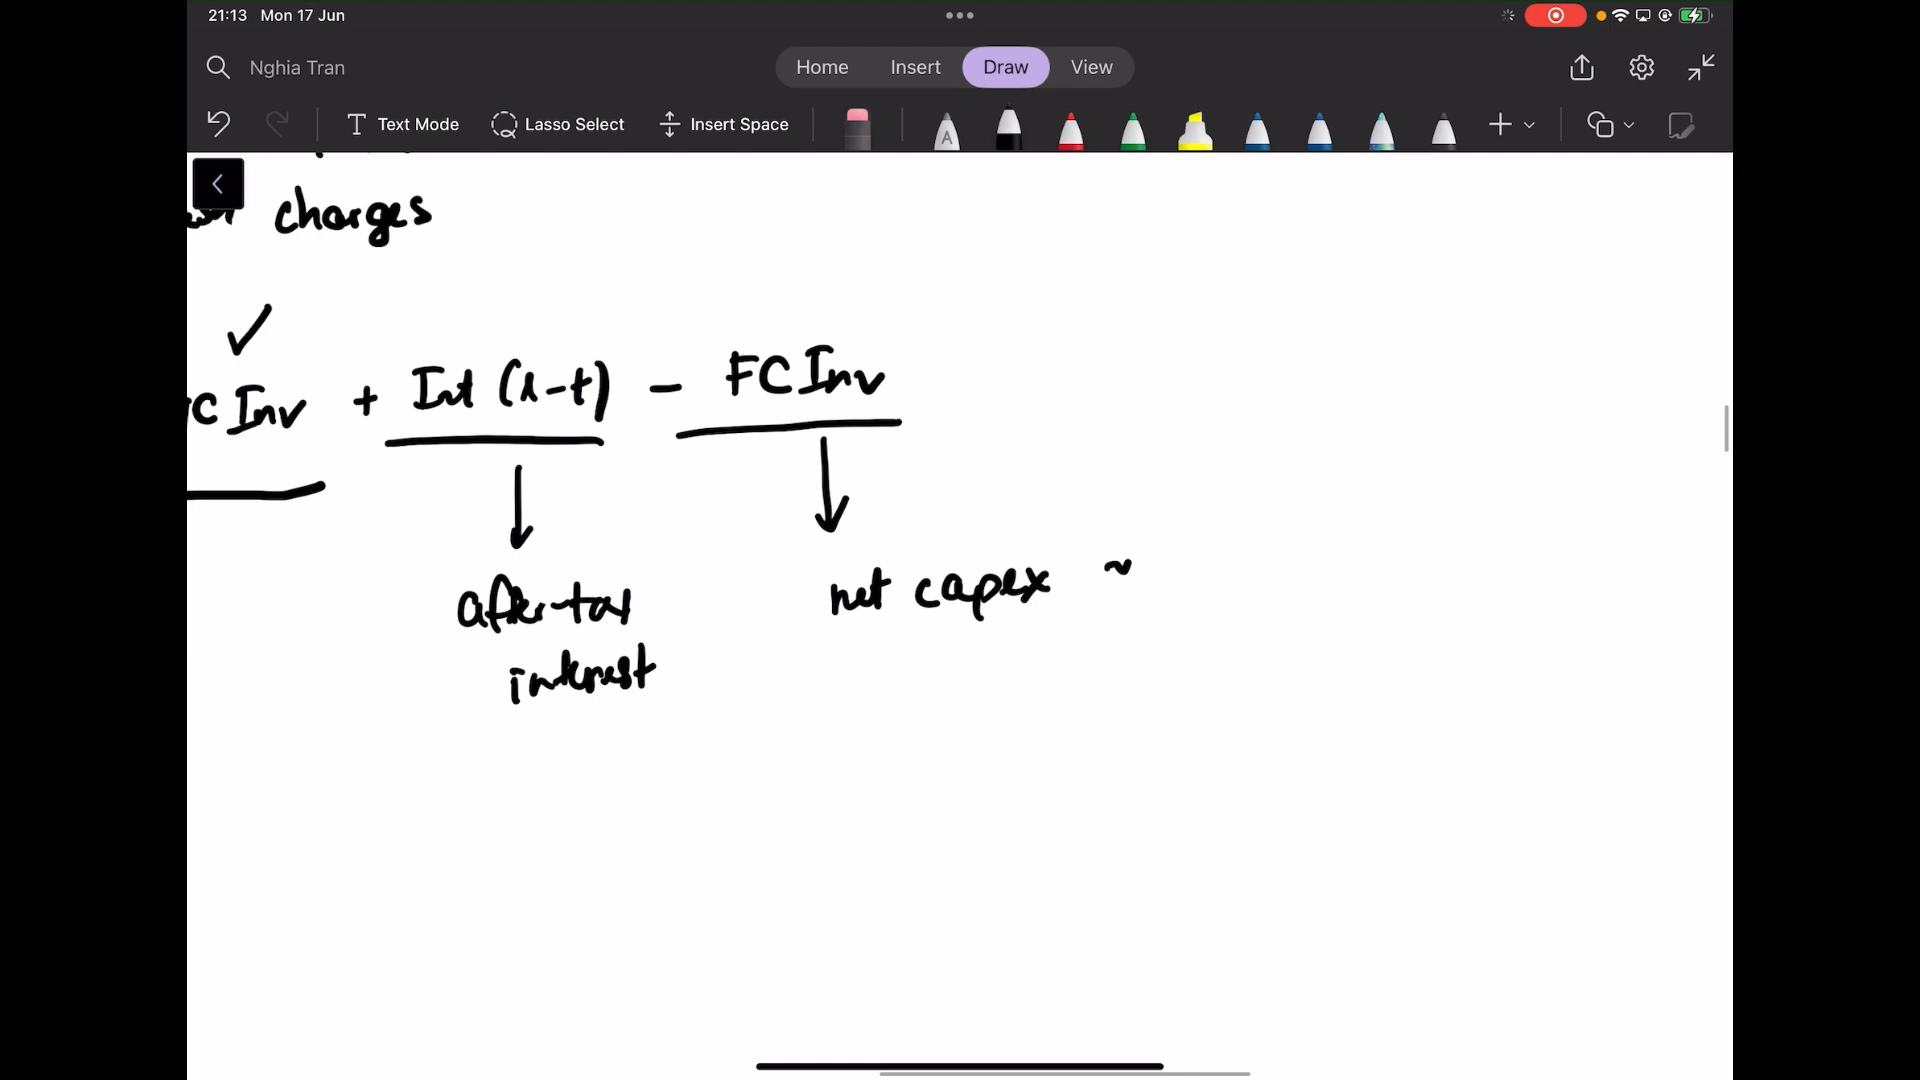 21:13 Mon 17 Jun
Nghia Tran
Home Insert Draw View
Text Mode Lasso Select Insert Space A
charges
C Inv + Int (1-t) - FC Inv
after-tax net capex ~
interest